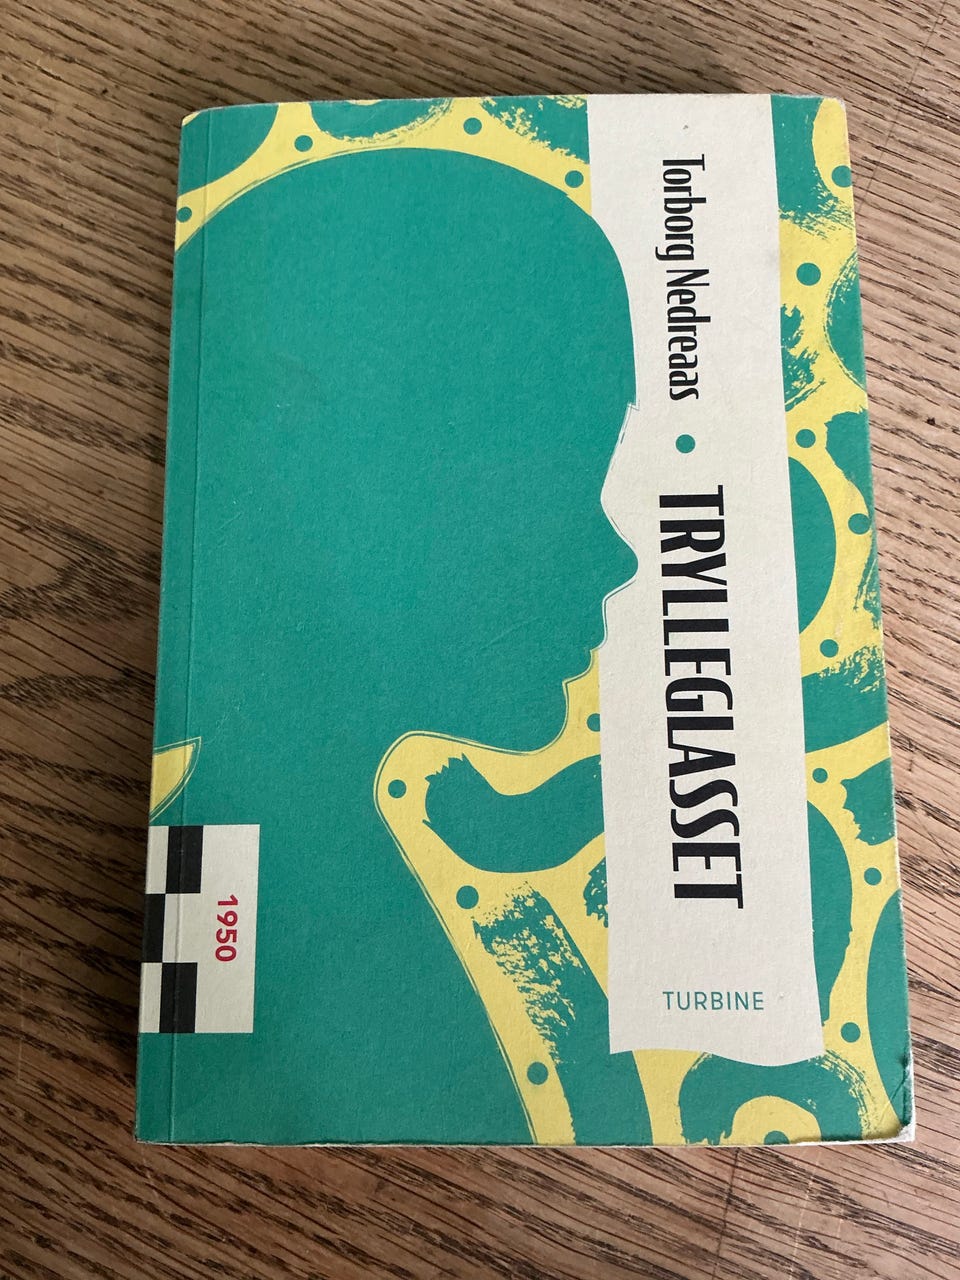 Torborg Nedreaas • TRYLLEGLASSET
TURBINE
1950